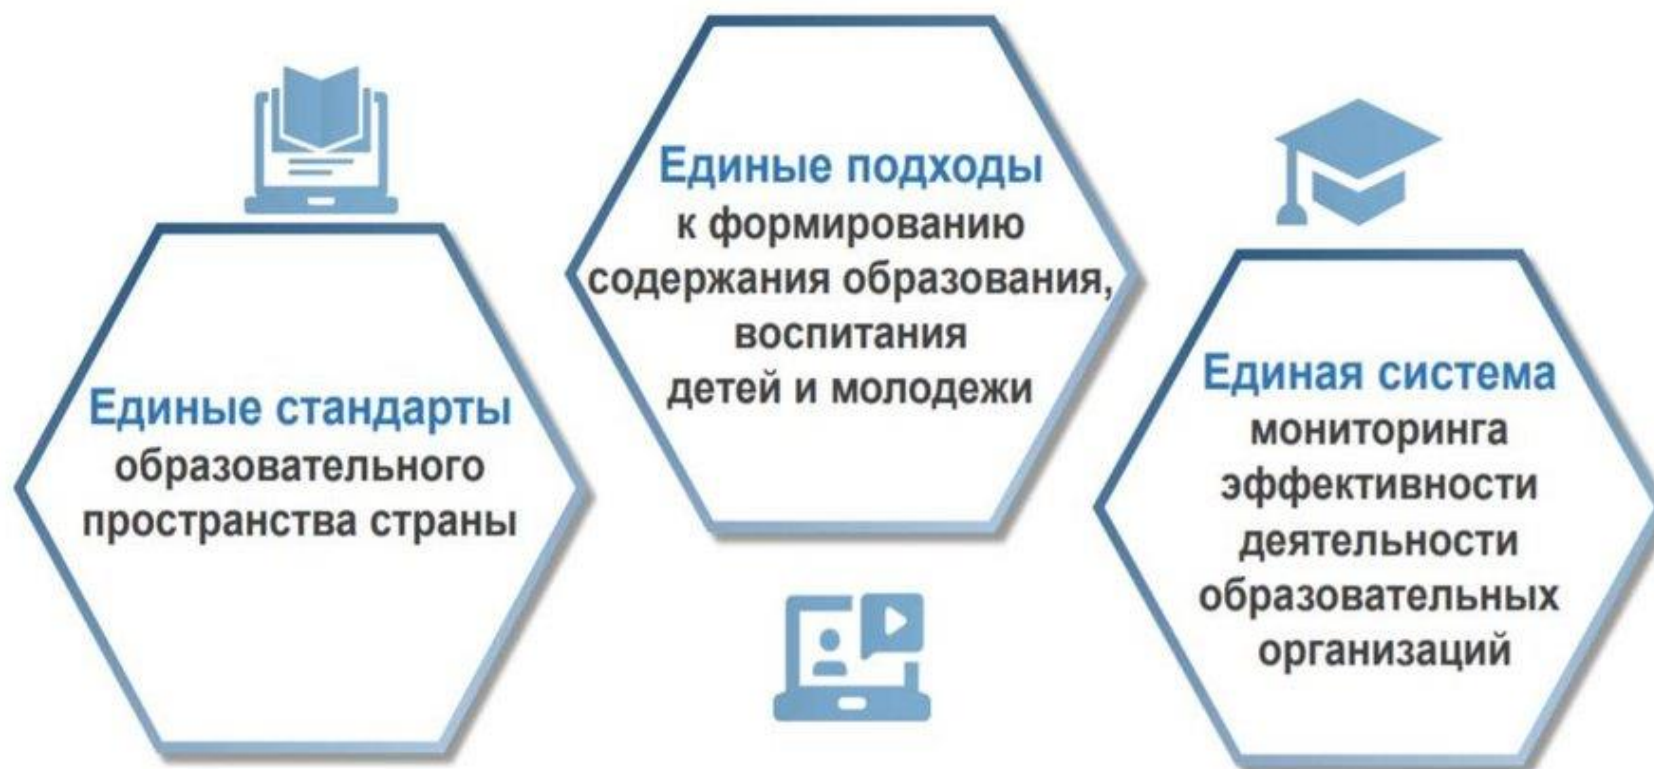 Единые стандарты
образовательного
пространства страны
Единые подходы
к формированию
содержания образования,
воспитания
детей и молодежи
Единая система
мониторинга
эффективности
деятельности
образовательных
организаций